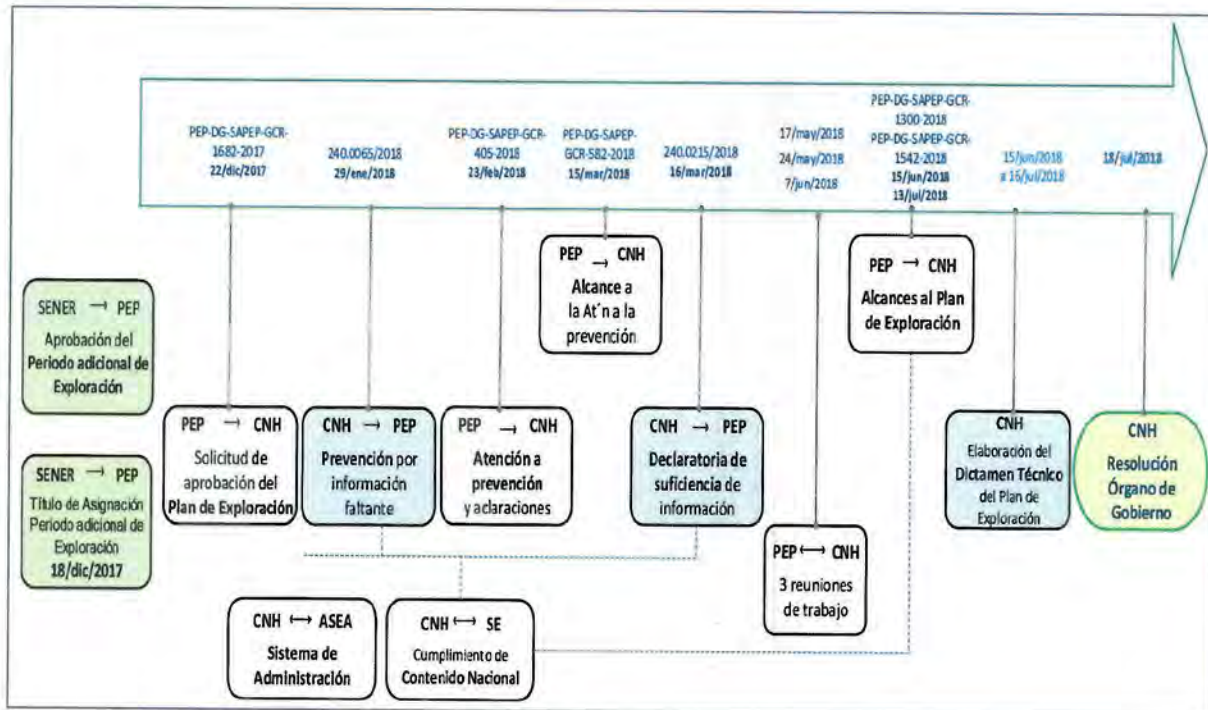 PEP-DG-SAPEP-GCR-
1682-2017
22/dic/2017
240.0065/2018
29/ene/2018
PEP-DG-SAPEP-GCR-
405-2018
23/feb/2018
PEP-DG-SAPEP-
GCR-582-2018
15/mar/2018
240.0215/2018
16/mar/2018
17/may/2018
24/may/2018
7/jun/2018
PEP-DG-SAPEP-GCR-
1300-2018
PEP-DG-SAPEP-GCR-
1542-2018
15/jun/2018
13/jul/2018
15/jun/2018
a 16/jul/2018
18/jul/2018
SENER → PEP
Aprobación del
Periodo adicional de
Exploración
SENER → PEP
Título de Asignación
Periodo adicional de
Exploración
18/dic/2017
PEP → CNH
Solicitud de
aprobación del
Plan de Exploración
CNH → PEP
Prevención por
información
faltante
PEP → CNH
Atención a
prevención
y aclaraciones
PEP → CNH
Alcance a
la At´n a la
prevención
CNH → PEP
Declaratoria de
suficiencia de
información
PEP ↔ CNH
3 reuniones
de trabajo
PEP → CNH
Alcances al Plan
de Exploración
CNH
Elaboración del
Dictamen Técnico
del Plan de
Exploración
CNH
Resolución
Órgano de
Gobierno
CNH ↔ ASEA
Sistema de
Administración
CNH ↔ SE
Cumplimiento de
Contenido Nacional